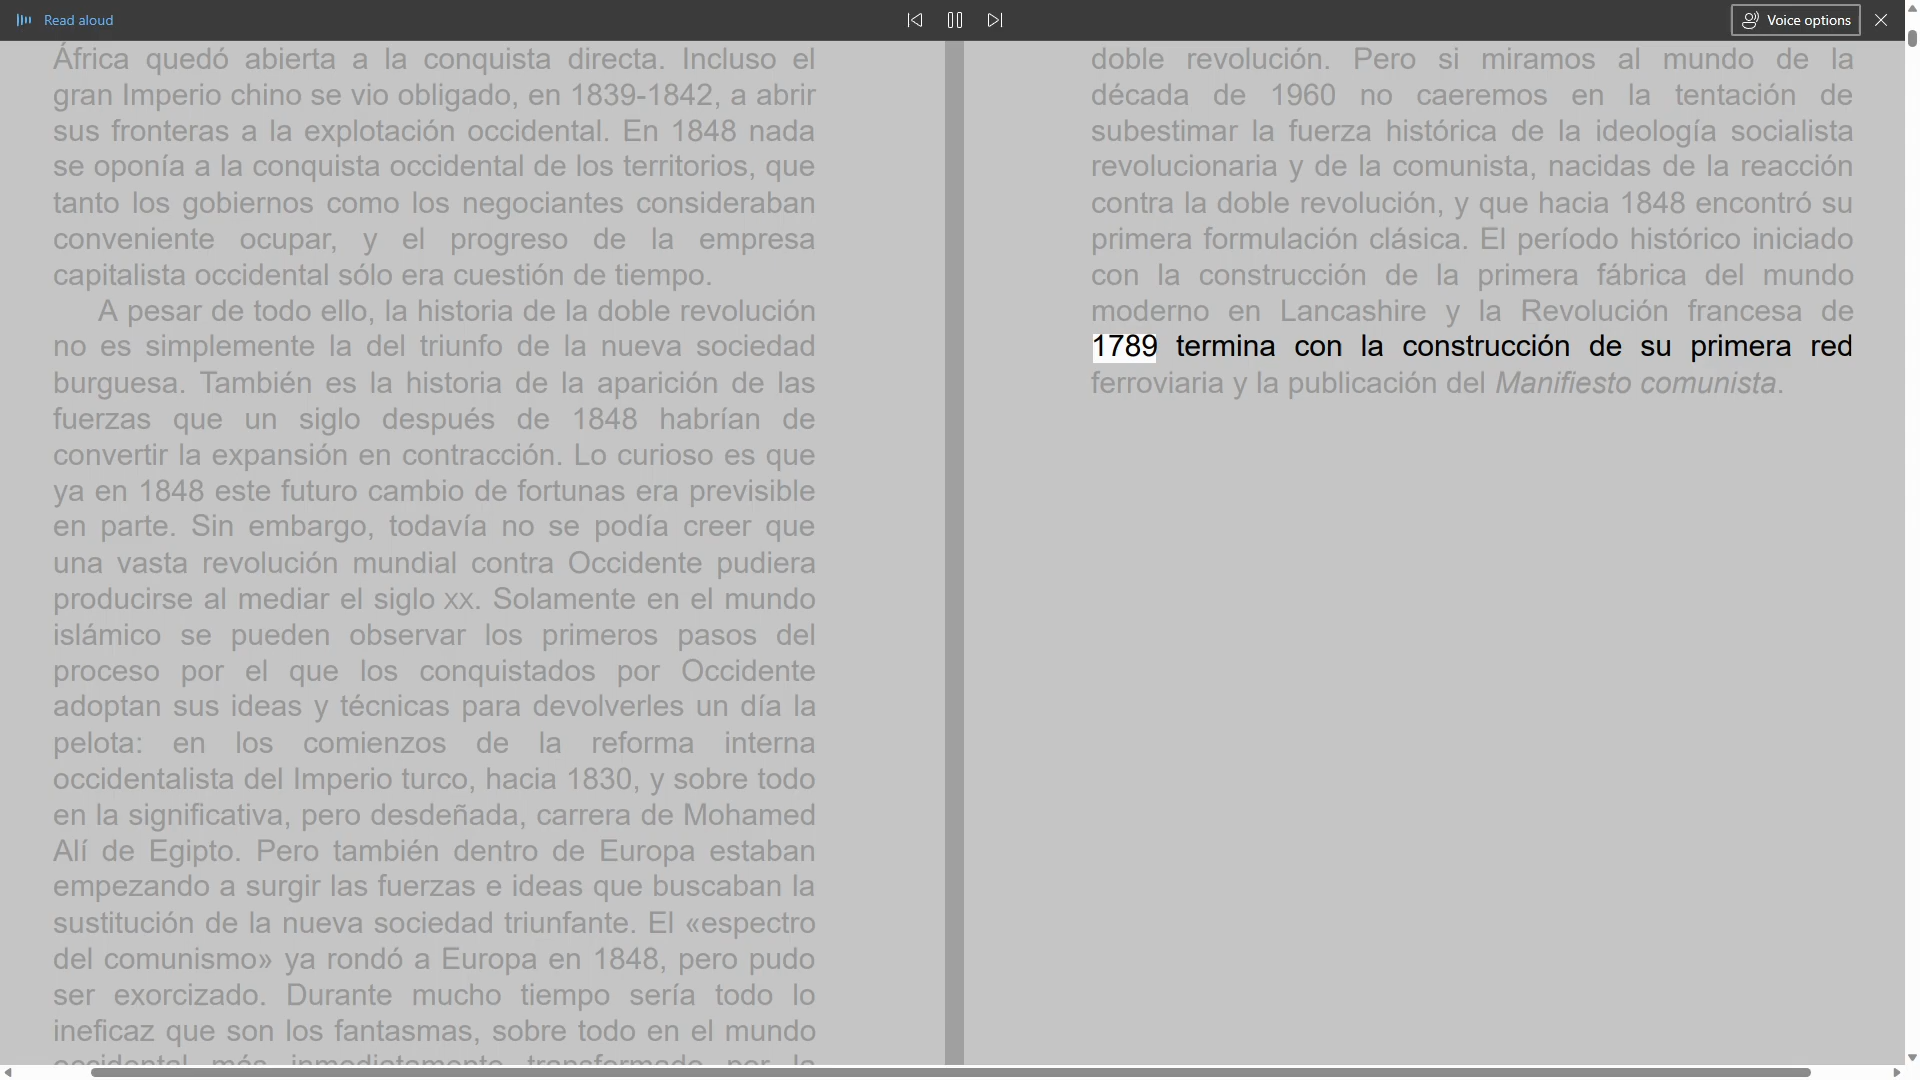 Read aloud
Voice options
África quedó abierta a la conquista directa. Incluso el
gran Imperio chino se vio obligado, en 1839-1842, a abrir
sus fronteras a la explotación occidental. En 1848 nada
se oponía a la conquista occidental de los territorios, que
tanto los gobiernos como los negociantes consideraban
conveniente ocupar, y el progreso de la empresa
capitalista occidental sólo era cuestión de tiempo.
A pesar de todo ello, la historia de la doble revolución
no es simplemente la del triunfo de la nueva sociedad
burguesa. También es la historia de la aparición de las
fuerzas que un siglo después de 1848 habrían de
convertir la expansión en contracción. Lo curioso es que
ya en 1848 este futuro cambio de fortunas era previsible
en parte. Sin embargo, todavía no se podía creer que
una vasta revolución mundial contra Occidente pudiera
producirse al mediar el siglo XX. Solamente en el mundo
islámico se pueden observar los primeros pasos del
proceso por el que los conquistados por Occidente
adoptan sus ideas y técnicas para devolverles un día la
pelota: en los comienzos de la reforma interna
occidentalista del Imperio turco, hacia 1830, y sobre todo
en la significativa, pero desdeñada, carrera de Mohamed
Alí de Egipto. Pero también dentro de Europa estaban
empezando a surgir las fuerzas e ideas que buscaban la
sustitución de la nueva sociedad triunfante. El «espectro
del comunismo» ya rondó a Europa en 1848, pero pudo
ser exorcizado. Durante mucho tiempo sería todo lo
ineficaz que son los fantasmas, sobre todo en el mundo
occidental más inmediatamente transformado por la
doble revolución. Pero si miramos al mundo de la
década de 1960 no caeremos en la tentación de
subestimar la fuerza histórica de la ideología socialista
revolucionaria y de la comunista, nacidas de la reacción
contra la doble revolución, y que hacia 1848 encontró su
primera formulación clásica. El período histórico iniciado
con la construcción de la primera fábrica del mundo
moderno en Lancashire y la Revolución francesa de
1789 termina con la construcción de su primera red
ferroviaria y la publicación del Manifiesto comunista.